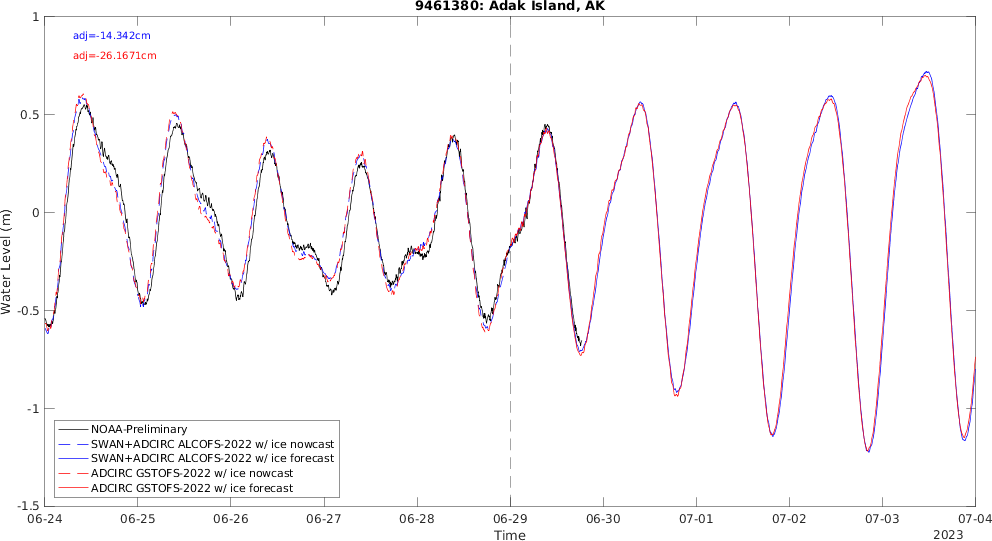 9461380: Adak Island, AK
adj=-14.342cm
adj=-26.1671cm
Water Level (m)
1
0.5
0
-0.5
-1
-1.5
NOAA-Preliminary
SWAN+ADCIRC ALCOFS-2022 w/ ice nowcast
SWAN+ADCIRC ALCOFS-2022 w/ ice forecast
ADCIRC GSTOFS-2022 w/ ice nowcast
ADCIRC GSTOFS-2022 w/ ice forecast
06-24 06-25 06-26 06-27 06-28 06-29 06-30 07-01 07-02 07-03 07-04
Time
2023